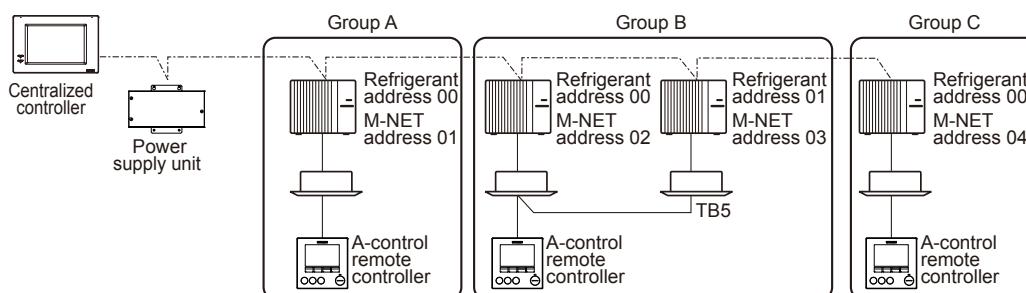 Group A
Group B
Group C
Centralized
controller
Power
supply unit
Refrigerant
address 00
M-NET
address 01
A-control
remote
controller
Refrigerant
address 00
M-NET
address 02
Refrigerant
address 01
M-NET
address 03
TB5
A-control
remote
controller
Refrigerant
address 00
M-NET
address 04
A-control
remote
controller